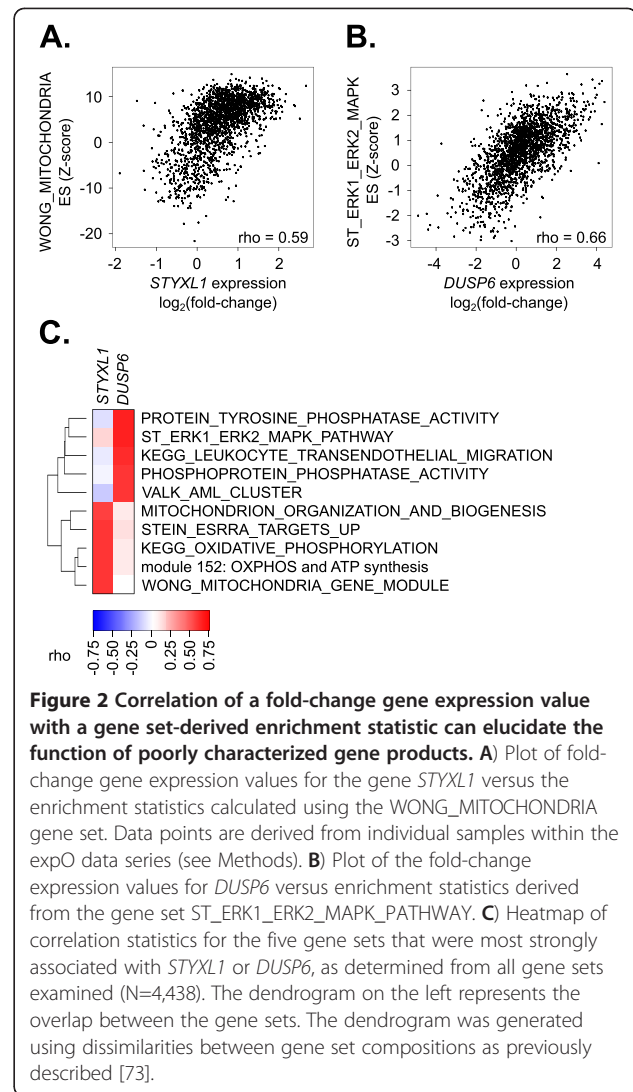 A.
WONG_MITOCHONDRIA
ES (Z-score)
10
0
-10
-20
rho = 0.59
-2 -1 0 1 2
STYXL1 expression
log2(fold-change)
B.
ST_ERK1_ERK2_MAPK
ES (Z-score)
3
2
1
0
-1
-2
-3
rho = 0.66
-4 -2 0 2 4
DUSP6 expression
log2(fold-change)
C.
STYXL1
DUSP6
PROTEIN_TYROSINE_PHOSPHATASE_ACTIVITY
ST_ERK1_ERK2_MAPK_PATHWAY
KEGG_LEUKOCYTE_TRANSENDOTHELIAL_MIGRATION
PHOSPHOPROTEIN_PHOSPHATASE_ACTIVITY
VALK_AML_CLUSTER
MITOCHONDRION_ORGANIZATION_AND_BIOGENESIS
STEIN_ESRRA_TARGETS_UP
KEGG_OXIDATIVE_PHOSPHORYLATION
module 152: OXPHOS and ATP synthesis
WONG_MITOCHONDRIA_GENE_MODULE
rho
-0.75 -0.50 -0.25 0 0.25 0.50 0.75
Figure 2 Correlation of a fold-change gene expression value
with a gene set-derived enrichment statistic can elucidate the
function of poorly characterized gene products. A) Plot of fold-
change gene expression values for the gene STYXL1 versus the
enrichment statistics calculated using the WONG_MITOCHONDRIA
gene set. Data points are derived from individual samples within the
expO data series (see Methods). B) Plot of the fold-change
expression values for DUSP6 versus enrichment statistics derived
from the gene set ST_ERK1_ERK2_MAPK_PATHWAY. C) Heatmap of
correlation statistics for the five gene sets that were most strongly
associated with STYXL1 or DUSP6, as determined from all gene sets
examined (N=4,438). The dendrogram on the left represents the
overlap between the gene sets. The dendrogram was generated
using dissimilarities between gene set compositions as previously
described [73].